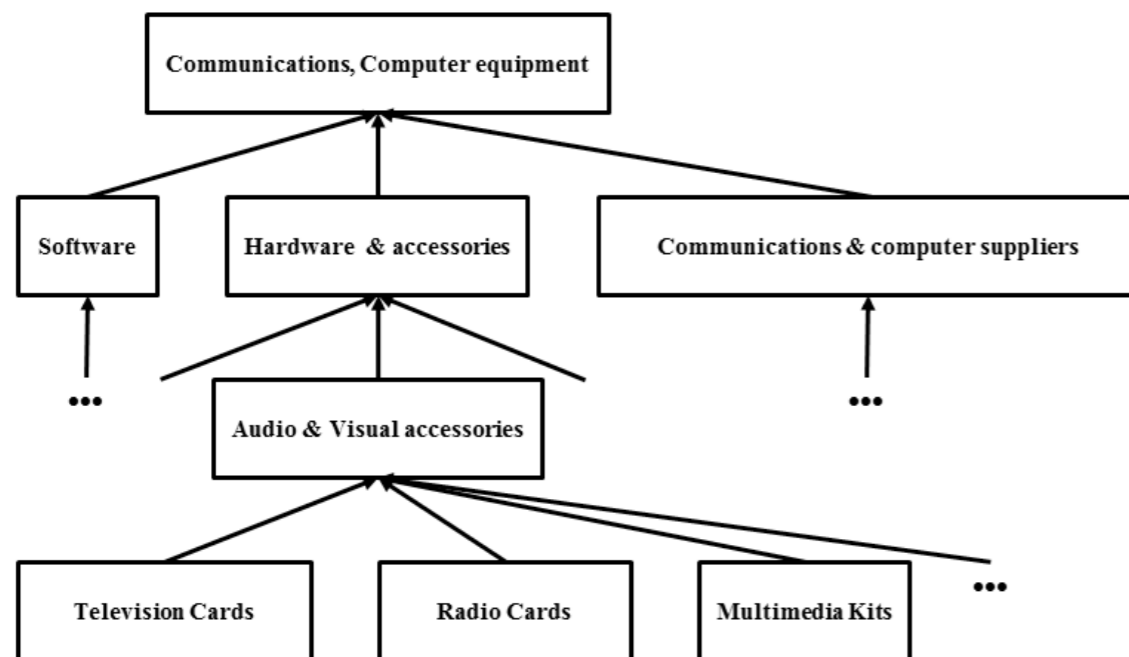 Communications, Computer equipment
Software
Hardware & accessories
Communications & computer suppliers
•••
•••
Audio & Visual accessories
•••
Television Cards
Radio Cards
Multimedia Kits